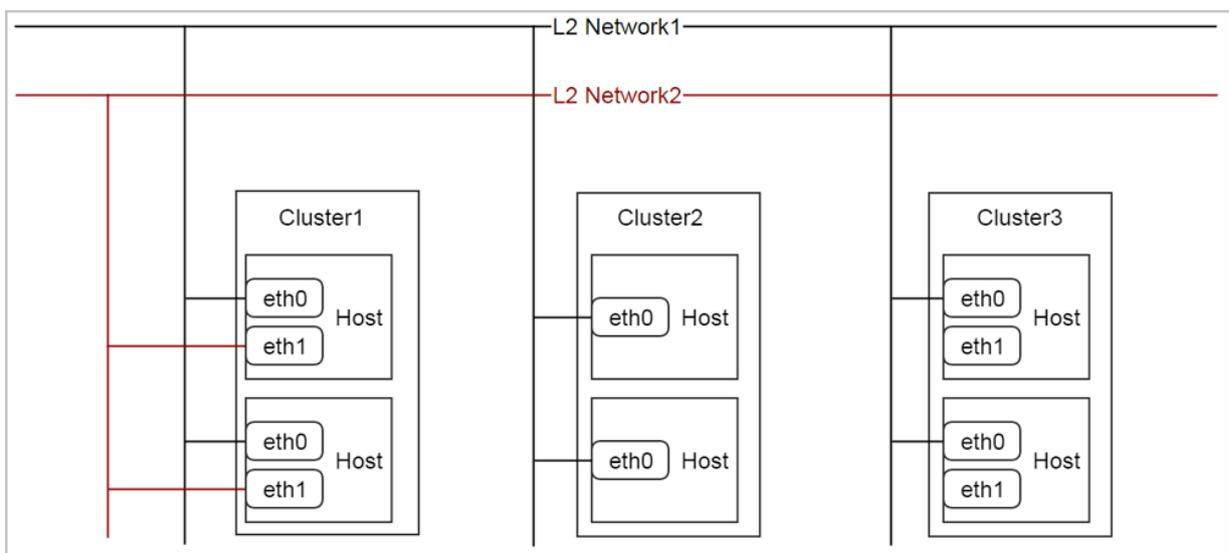 L2 Network1
L2 Network2
Cluster1
eth0
Host
eth1
eth0
Host
eth1
Cluster2
eth0 Host
eth0 Host
Cluster3
eth0
Host
eth1
eth0
Host
eth1